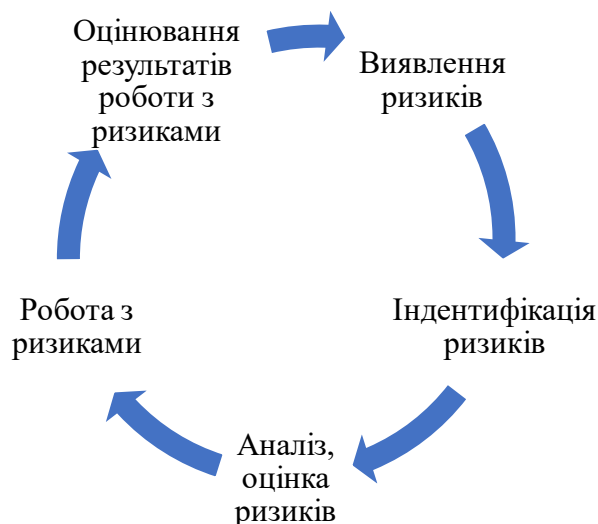 Оцінювання
результатів
роботи з
ризиками
Виявлення
ризиків
Індентифікація
ризиків
Аналіз,
оцінка
ризиків
Робота з
ризиками